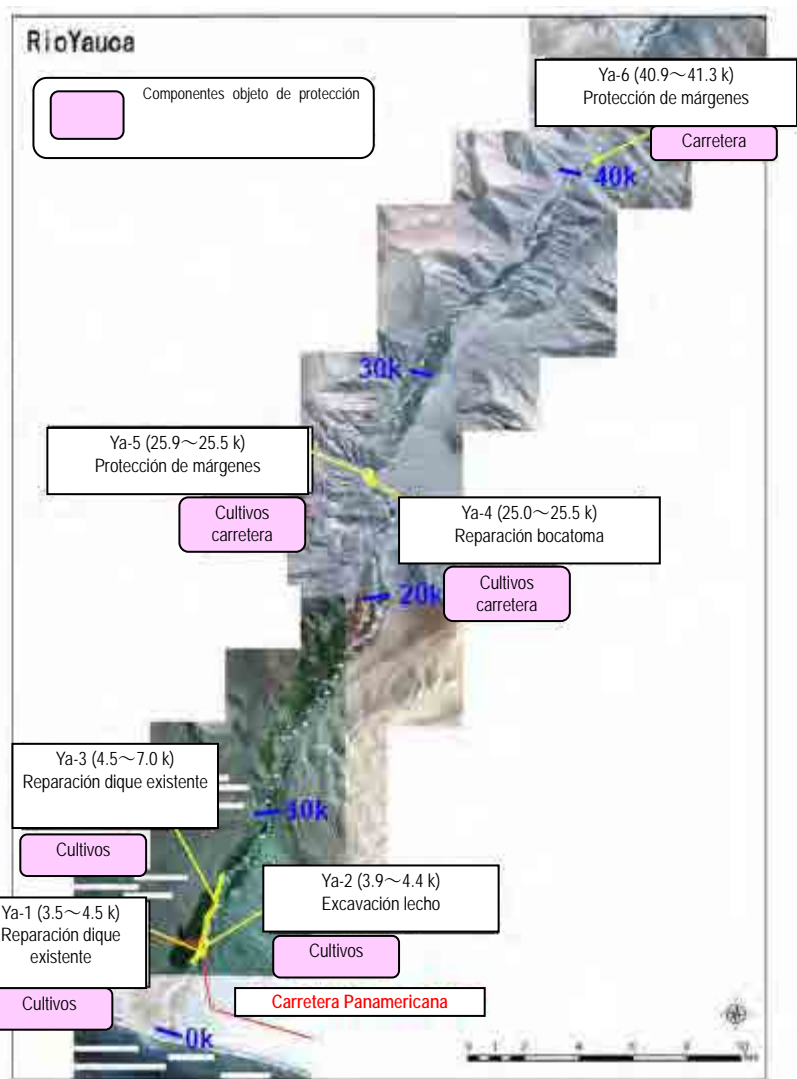 RioYauca
Componentes objeto de protección
Ya-6 (40.9～41.3 k)
Protección de márgenes
Carretera
40k
30k
Ya-5 (25.9～25.5 k)
Protección de márgenes
Cultivos
carretera
Ya-4 (25.0～25.5 k)
Reparación bocatoma
20k
Cultivos
carretera
Ya-3 (4.5～7.0 k)
Reparación dique existente
10k
Cultivos
Ya-2 (3.9～4.4 k)
Excavación lecho
Ya-1 (3.5～4.5 k)
Reparación dique
existente
Cultivos
Cultivos
Carretera Panamericana
0k